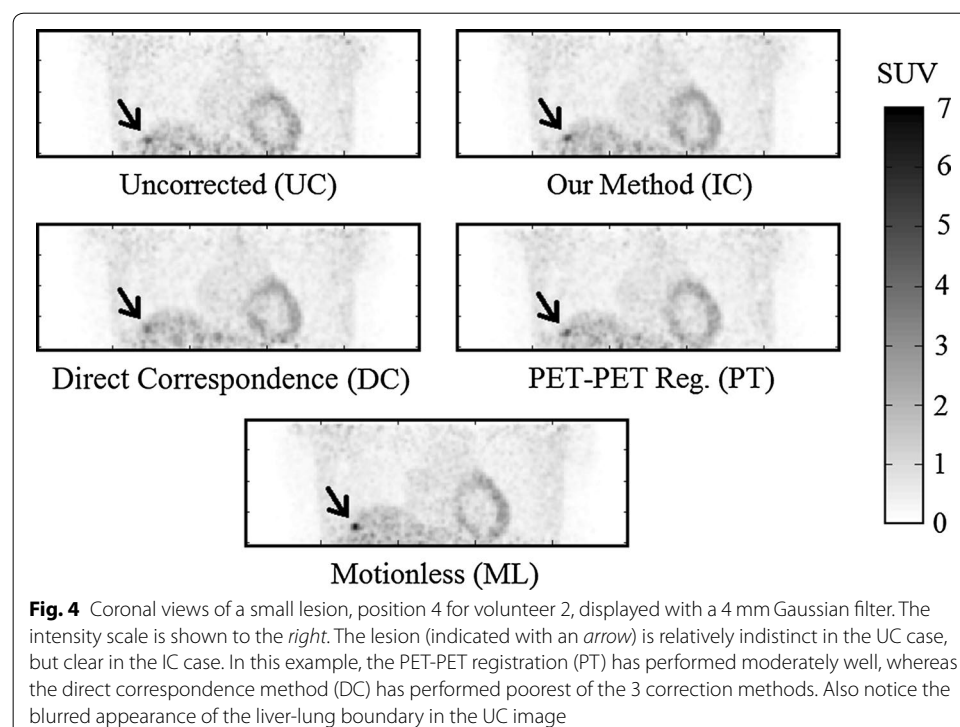 SUV
7
6
5
4
3
2
1
0
Uncorrected (UC)
Our Method (IC)
Direct Correspondence (DC)
PET-PET Reg. (PT)
Motionless (ML)
Fig. 4 Coronal views of a small lesion, position 4 for volunteer 2, displayed with a 4 mm Gaussian filter. The
intensity scale is shown to the right. The lesion (indicated with an arrow) is relatively indistinct in the UC case,
but clear in the IC case. In this example, the PET-PET registration (PT) has performed moderately well, whereas
the direct correspondence method (DC) has performed poorest of the 3 correction methods. Also notice the
blurred appearance of the liver-lung boundary in the UC image